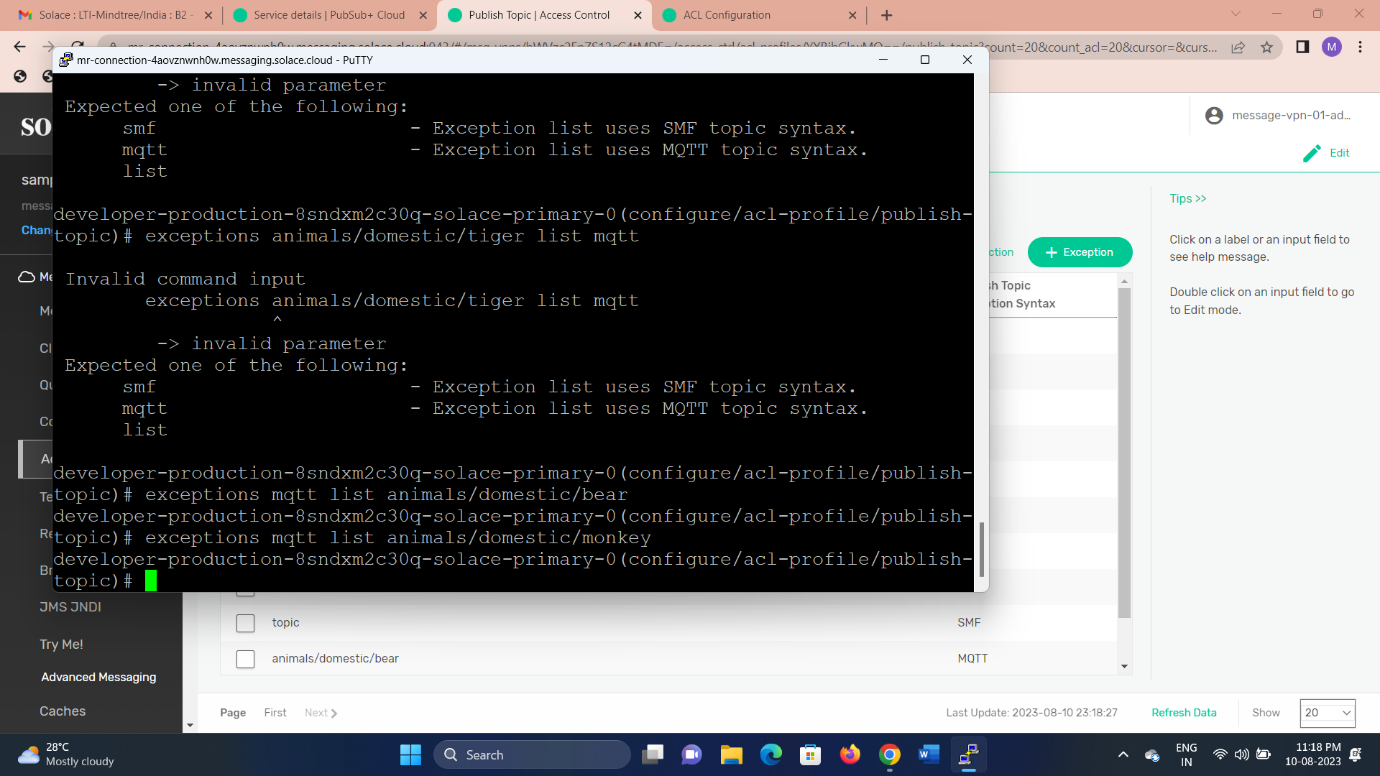 Solace : LTI-Mindtree/India : B2 -
Service details | PubSub+ Cloud
Publish Topic | Access Control
ACL Configuration
mr-connection-4aovznwnh0w.messaging.solace.cloud - PuTTY
-> invalid parameter
Expected one of the following:
smf - Exception list uses SMF topic syntax.
mqtt - Exception list uses MQTT topic syntax.
list
developer-production-8sndxm2c30q-solace-primary-0(configure/acl-profile/publish-
topic)# exceptions animals/domestic/tiger list mqtt
Invalid command input
exceptions animals/domestic/tiger list mqtt
^
-> invalid parameter
Expected one of the following:
smf - Exception list uses SMF topic syntax.
mqtt - Exception list uses MQTT topic syntax.
list
developer-production-8sndxm2c30q-solace-primary-0(configure/acl-profile/publish-
topic)# exceptions mqtt list animals/domestic/bear
developer-production-8sndxm2c30q-solace-primary-0(configure/acl-profile/publish-
topic)# exceptions mqtt list animals/domestic/monkey
developer-production-8sndxm2c30q-solace-primary-0(configure/acl-profile/publish-
topic)#
M
message-vpn-01-ad...
Edit
Tips >>
Click on a label or an input field to
see help message.
Double click on an input field to go
to Edit mode.
ction
+ Exception
sh Topic
ption Syntax
SO
samp
messa
Chan
Me
JMS JNDI
Try Me!
Advanced Messaging
Caches
topic SMF
animals/domestic/bear MQTT
Page First Next
Last Update: 2023-08-10 23:18:27
Refresh Data
Show 20
28°C
Mostly cloudy
Search
ENG
IN
11:18 PM
10-08-2023